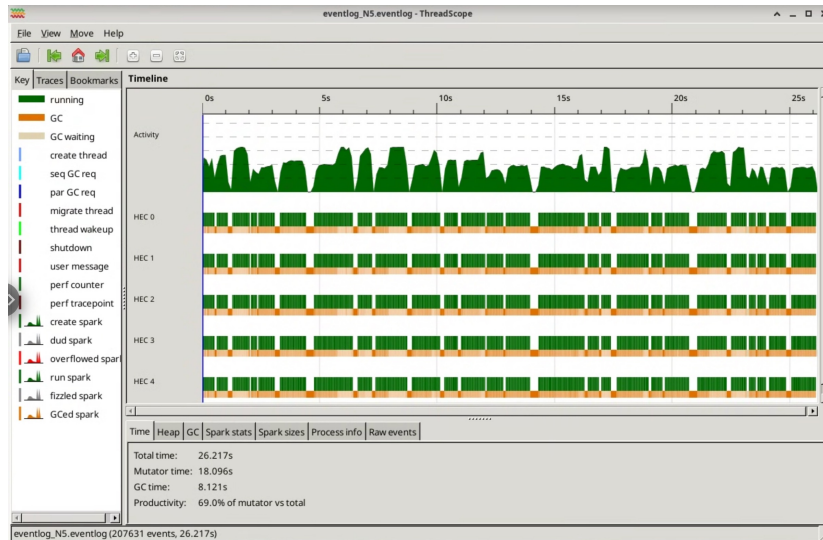 eventlog_N5.eventlog - ThreadScope
File View Move Help
Key Traces Bookmarks
running
GC
GC waiting
create thread
seq GC req
par GC req
migrate thread
thread wakeup
shutdown
user message
perf counter
perf tracepoint
create spark
dud spark
overflowed spark
run spark
fizzled spark
GCed spark
Timeline
0s 5s 10s 15s 20s 25s
Activity
HEC 0
HEC 1
HEC 2
HEC 3
HEC 4
Time Heap GC Spark stats Spark sizes Process info Raw events
Total time: 26.217s
Mutator time: 18.096s
GC time: 8.121s
Productivity: 69.0% of mutator vs total
eventlog_N5.eventlog (207631 events, 26.217s)